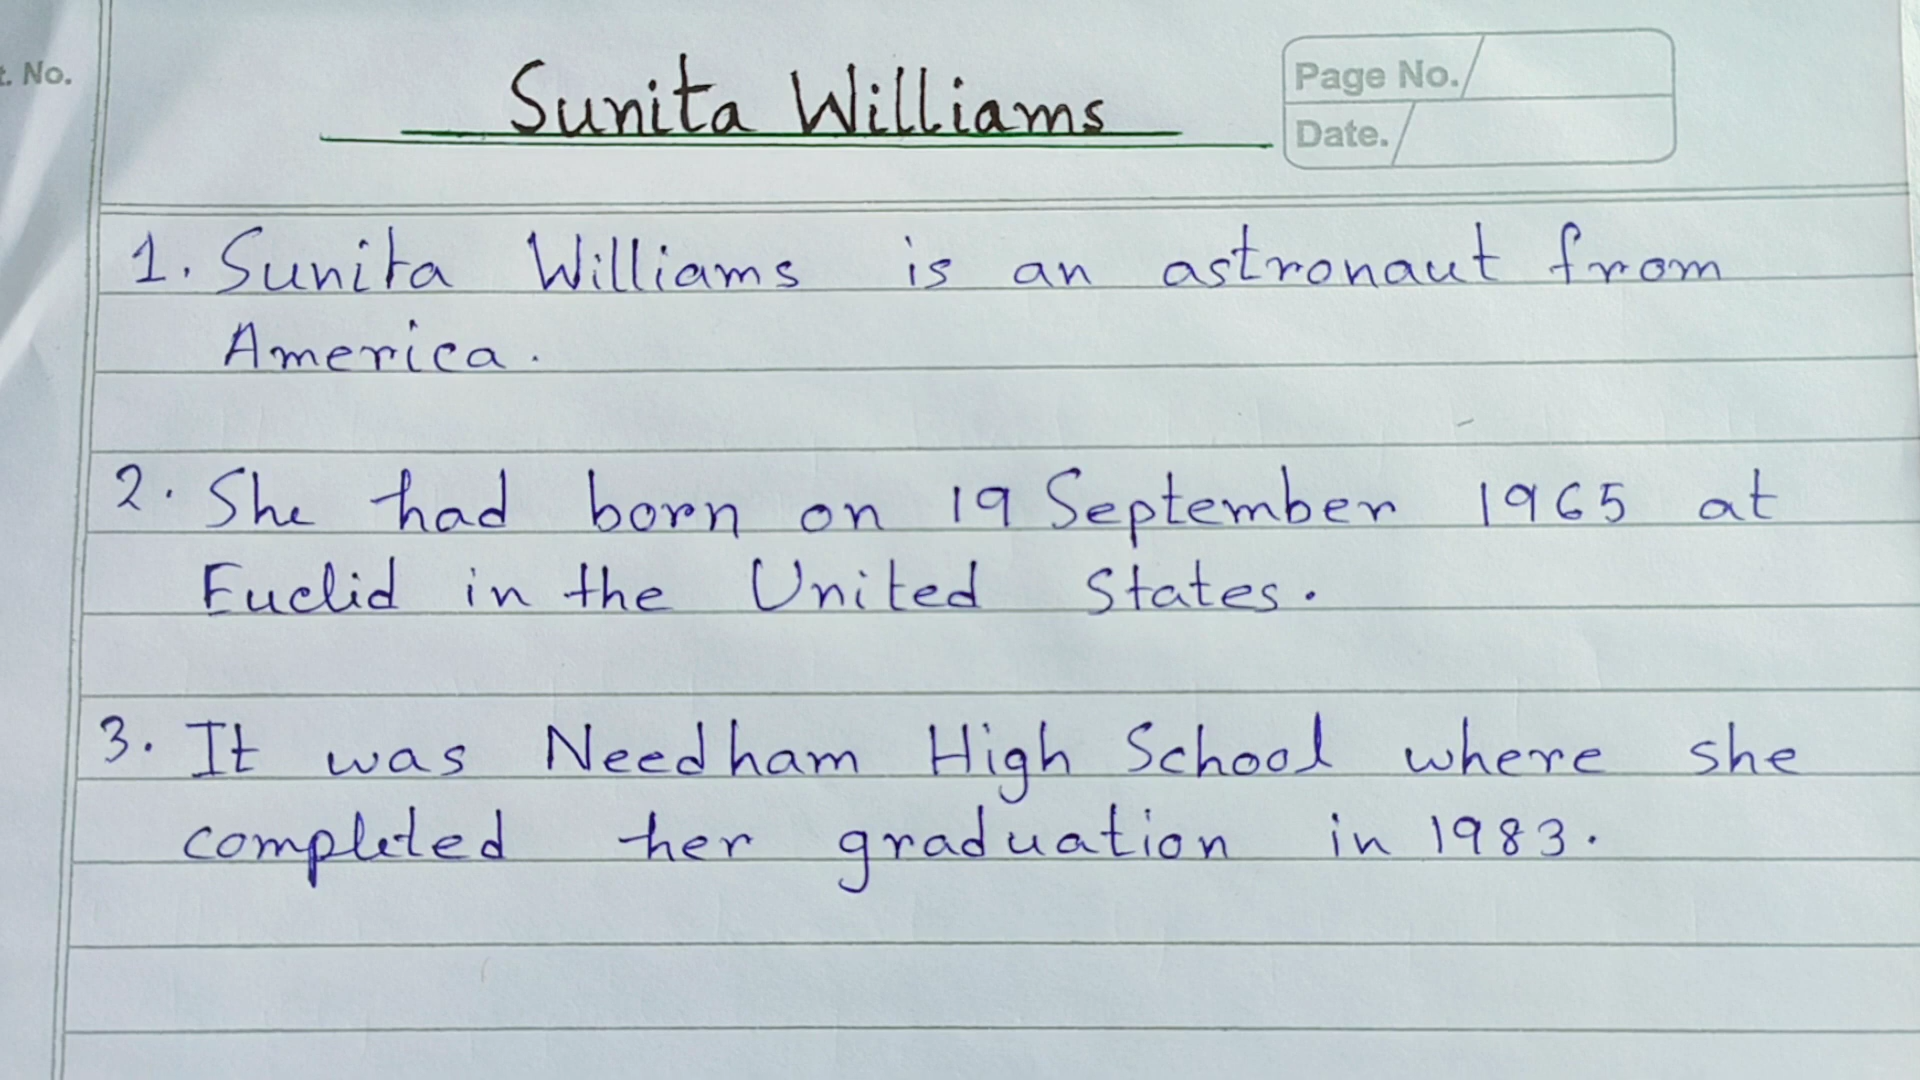 t. No.
Sunita Williams
Page No.
Date.
1. Sunita Williams is an astronaut from
America.
2. She had born on 19 September 1965 at
Euclid in the United States.
3. It was Needham High School where she
completed her graduation in 1983.